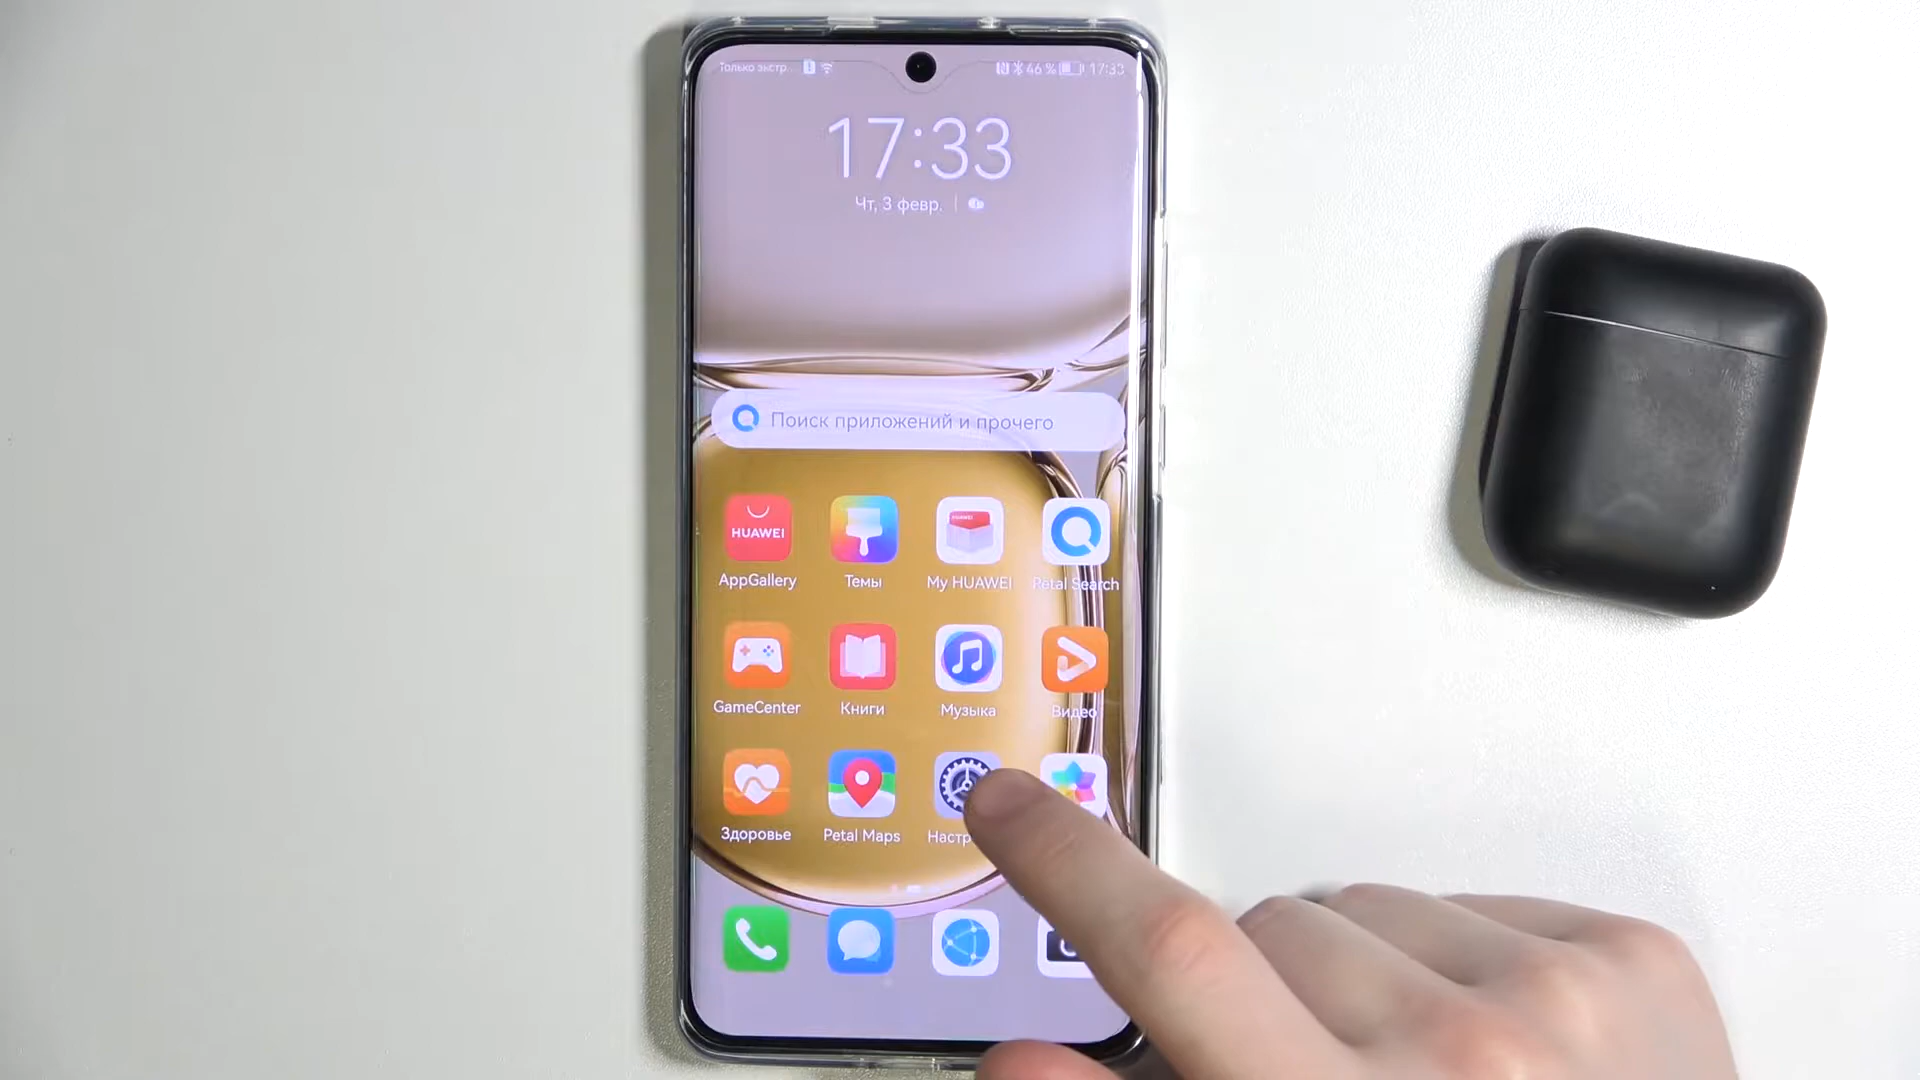 Только экстр... 46 % 17:33
17:33
Чт, 3 февр.
Поиск приложений и прочего
HUAWEI
HUAWEI
AppGallery Темы My HUAWEI Petal Search
GameCenter Книги Музыка Видео
Здоровье Petal Maps Настр